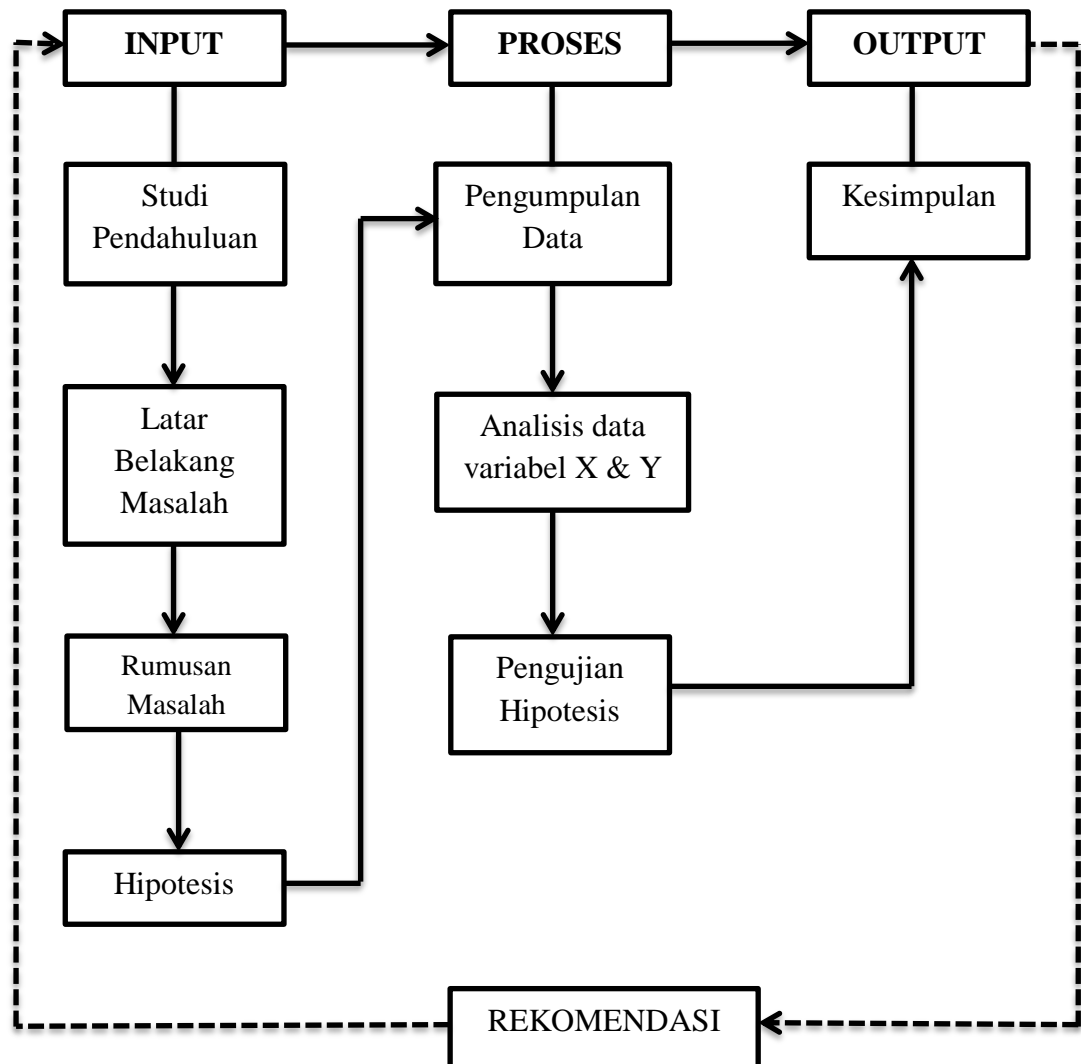 INPUT
PROSES
OUTPUT
Studi
Pendahuluan
Pengumpulan
Data
Kesimpulan
Latar
Belakang
Masalah
Analisis data
variabel X & Y
Rumusan
Masalah
Pengujian
Hipotesis
Hipotesis
REKOMENDASI